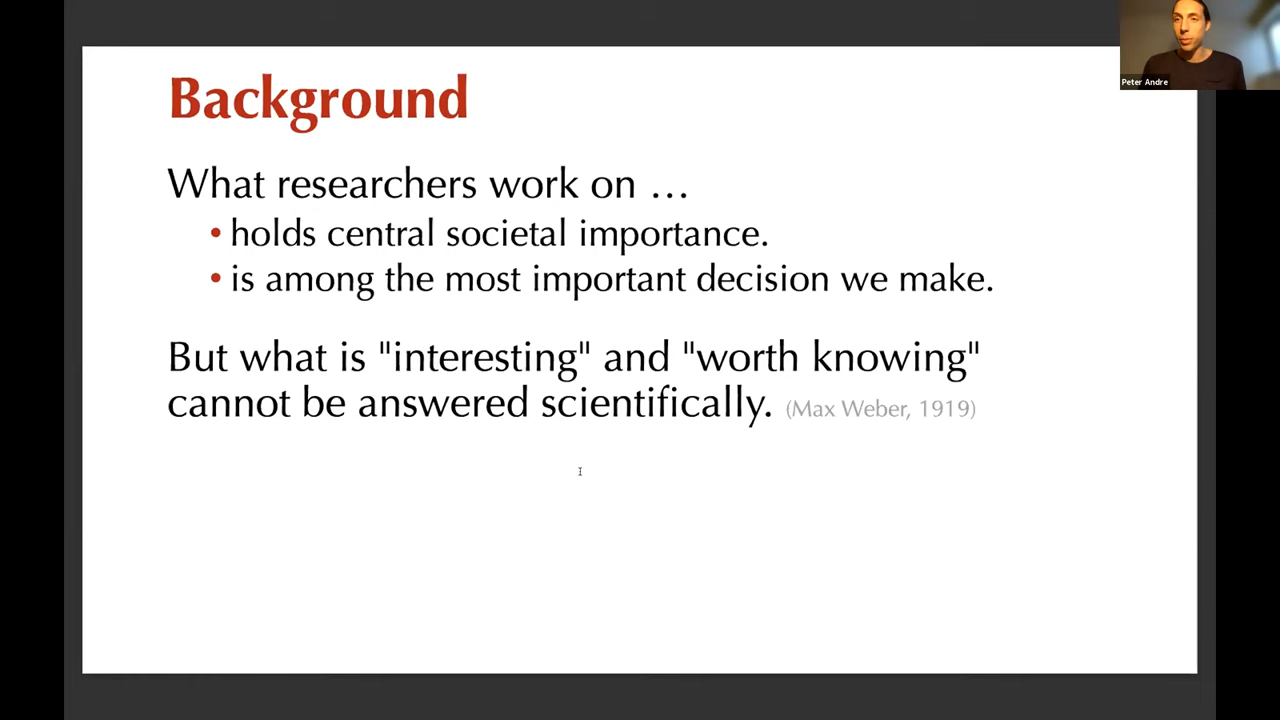 Background
What researchers work on …
• holds central societal importance.
• is among the most important decision we make.
But what is "interesting" and "worth knowing"
cannot be answered scientifically. (Max Weber, 1919)
Peter Andre